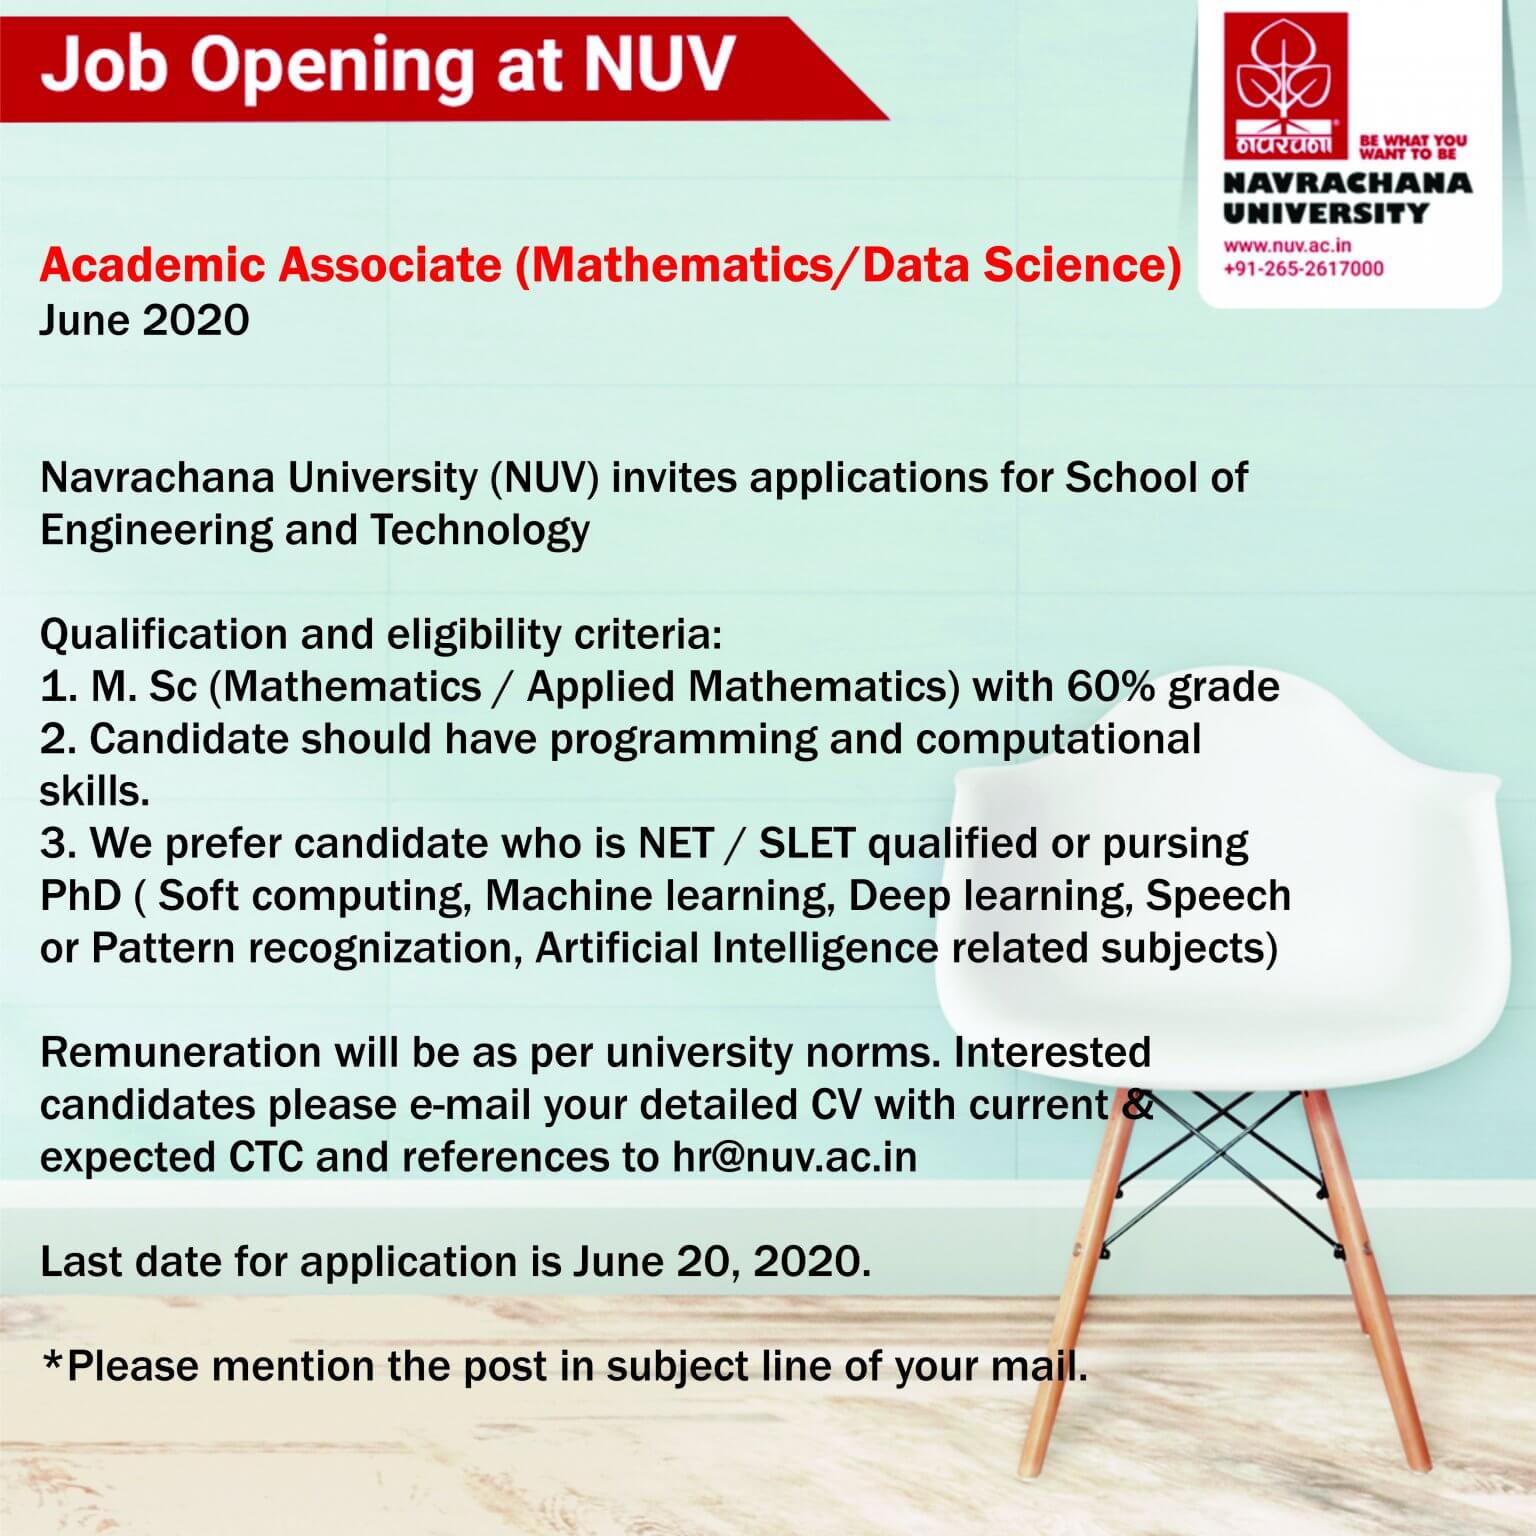 Job Opening at NUV
नवरचना
BE WHAT YOU
WANT TO BE
NAVRACHANA
UNIVERSITY
www.nuv.ac.in
+91-265-2617000
Academic Associate (Mathematics/Data Science)
June 2020
Navrachana University (NUV) invites applications for School of
Engineering and Technology
Qualification and eligibility criteria:
1. M. Sc (Mathematics / Applied Mathematics) with 60% grade
2. Candidate should have programming and computational
skills.
3. We prefer candidate who is NET / SLET qualified or pursing
PhD ( Soft computing, Machine learning, Deep learning, Speech
or Pattern recognization, Artificial Intelligence related subjects)
Remuneration will be as per university norms. Interested
candidates please e-mail your detailed CV with current &
expected CTC and references to hr@nuv.ac.in
Last date for application is June 20, 2020.
*Please mention the post in subject line of your mail.